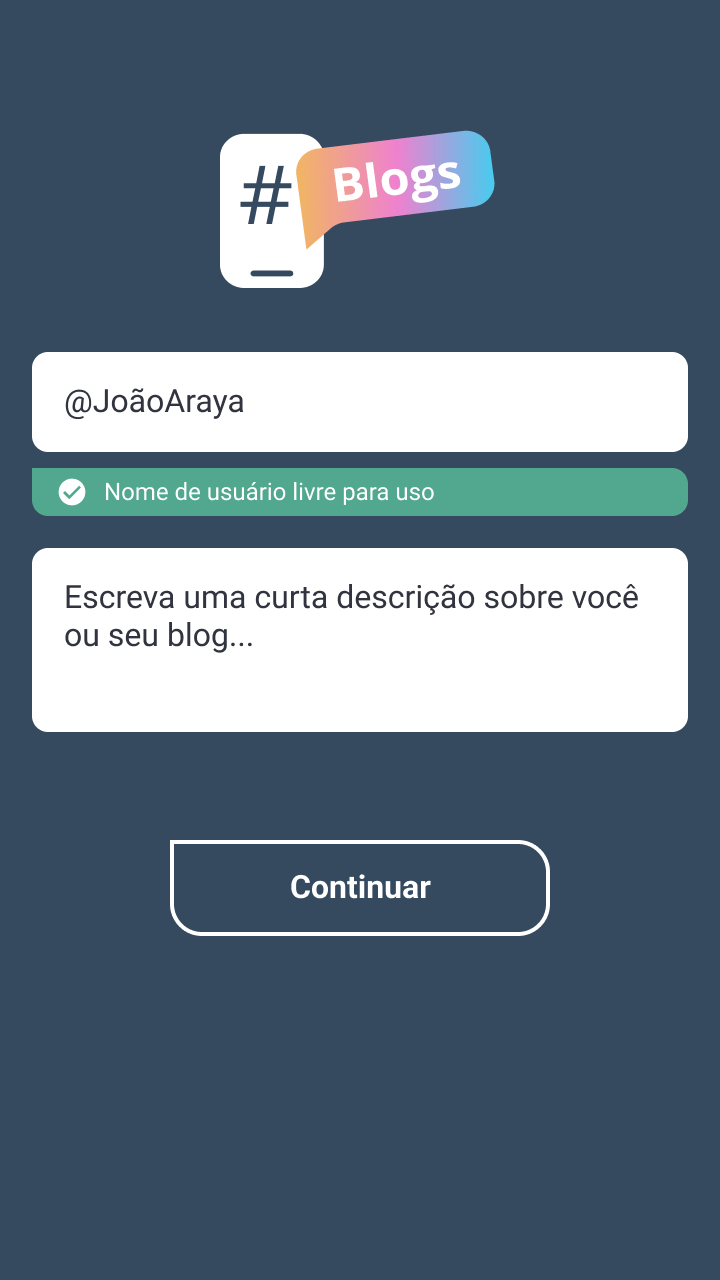 #
Blogs
@JoãoAraya
Nome de usuário livre para uso
Escreva uma curta descrição sobre você
ou seu blog...
Continuar